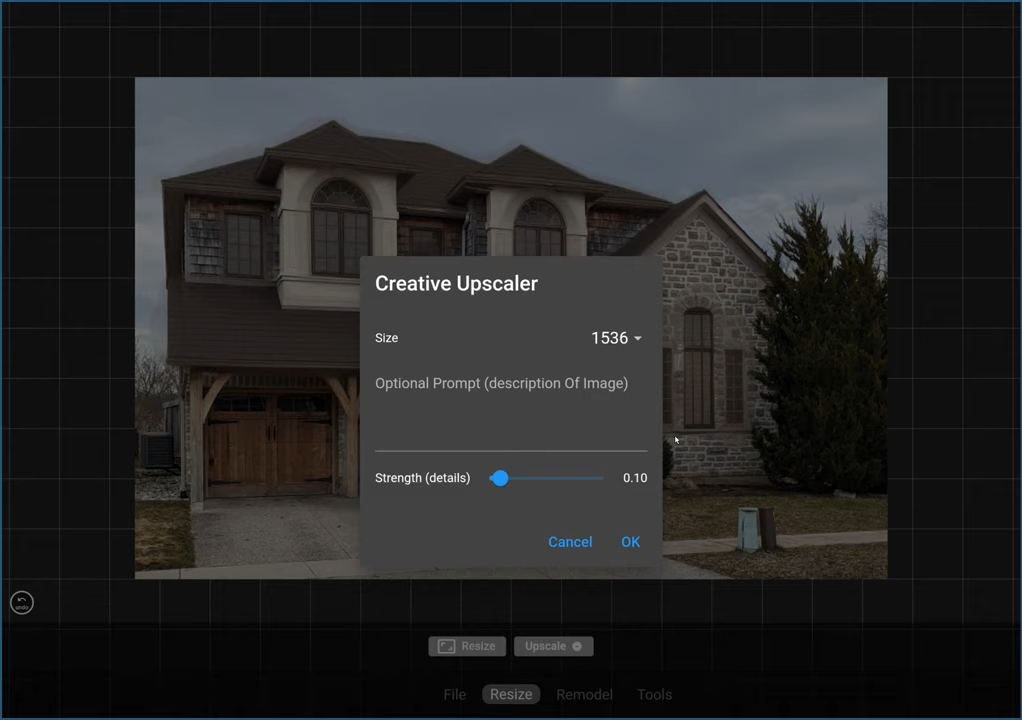 Creative Upscaler
Size 1536
Optional Prompt (description Of Image)
Strength (details) 0.10
Cancel OK
undo
Resize Upscale
File Resize Remodel Tools